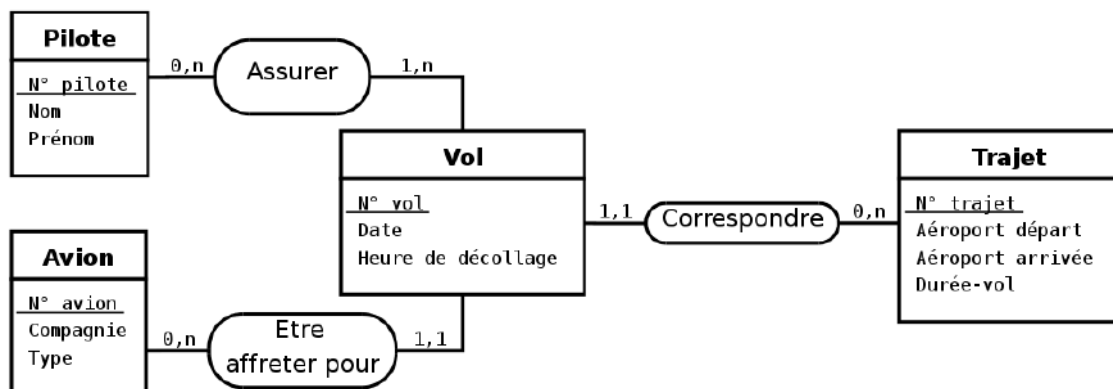 Pilote
N° pilote
Nom
Prénom
0,n
Assurer
1,n
Vol
N° vol
Date
Heure de décollage
1,1
Correspondre
0,n
Trajet
N° trajet
Aéroport départ
Aéroport arrivée
Durée-vol
Avion
N° avion
Compagnie
Type
0,n
Etre
affreter pour
1,1